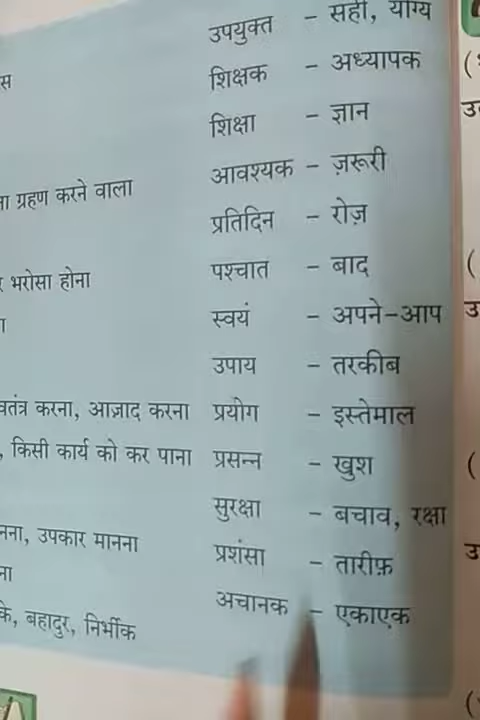 उपयुक्त – सही, योग्य
शिक्षक – अध्यापक
शिक्षा – ज्ञान
ग्रहण करने वाला
आवश्यक – ज़रूरी
प्रतिदिन – रोज़
भरोसा होना
पश्चात – बाद
स्वयं – अपने-आप
उपाय – तरकीब
करना, आज़ाद करना
प्रयोग – इस्तेमाल
, किसी कार्य को कर पाना
प्रसन्न – खुश
सुरक्षा – बचाव, रक्षा
उपकार मानना
प्रशंसा – तारीफ़
अचानक – एकाएक
बहादुर, निर्भीक